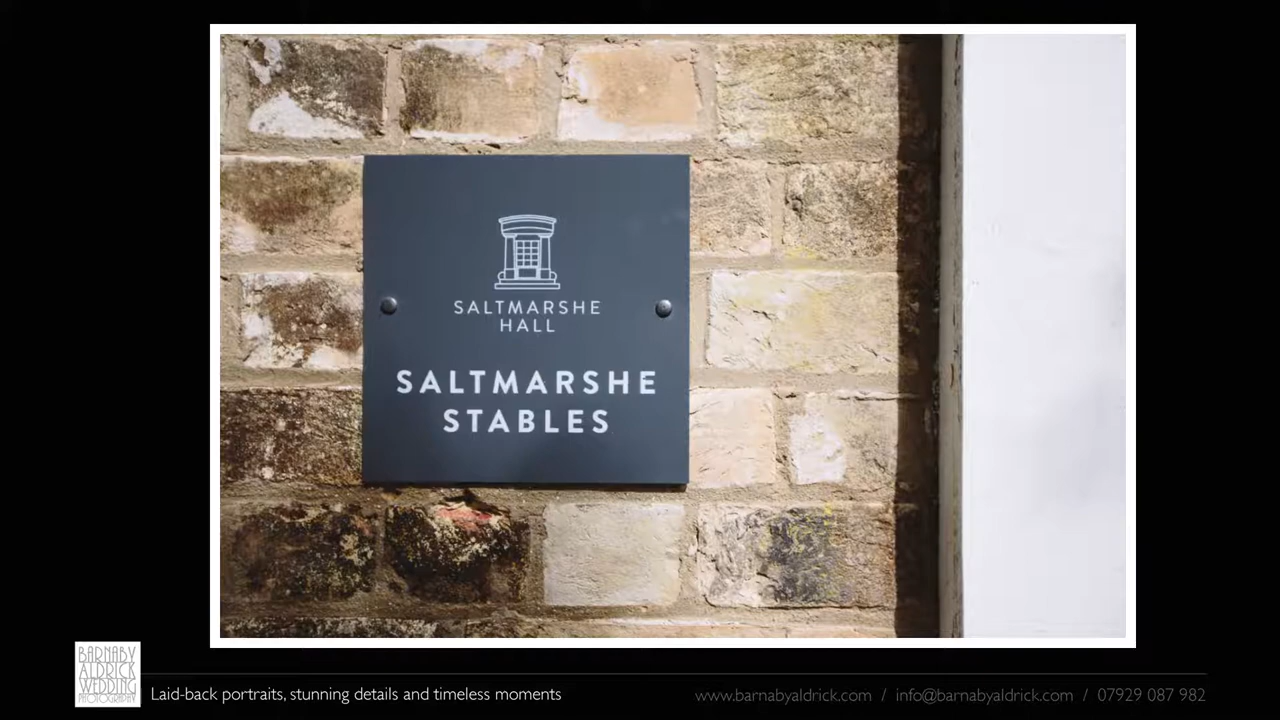 SALTMARSHE
HALL
SALTMARSHE
STABLES
BARNABY
ALDRICK
WEDDING
PHOTOGRAPHY
Laid-back portraits, stunning details and timeless moments
www.barnabyaldrick.com / info@barnabyaldrick.com / 07929 087 982